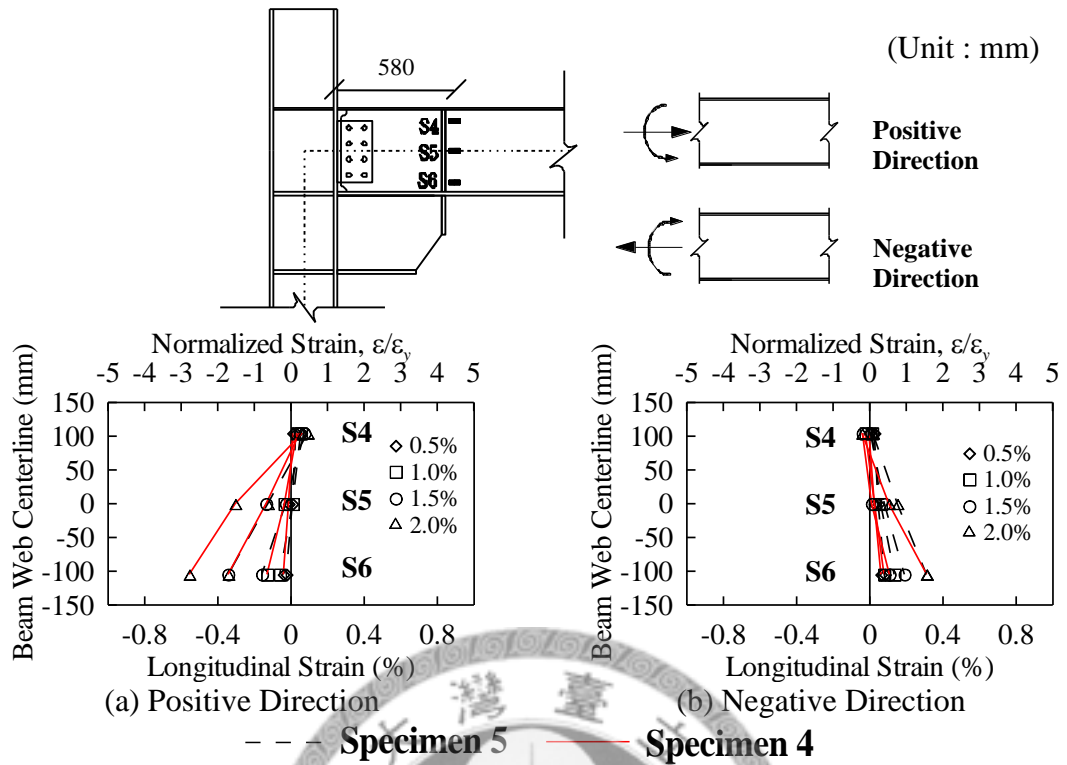 (Unit : mm)
580
S4
S5
S6
Positive
Direction
Negative
Direction
Normalized Strain, ε/εy
-5 -4 -3 -2 -1 0 1 2 3 4 5
Beam Web Centerline (mm)
150
100
50
0
-50
-100
-150
S4
S5
S6
0.5%
1.0%
1.5%
2.0%
-0.8 -0.4 0 0.4 0.8
Longitudinal Strain (%)
(a) Positive Direction
Normalized Strain, ε/εy
-5 -4 -3 -2 -1 0 1 2 3 4 5
Beam Web Centerline (mm)
150
100
50
0
-50
-100
-150
S4
S5
S6
0.5%
1.0%
1.5%
2.0%
-0.8 -0.4 0 0.4 0.8
Longitudinal Strain (%)
(b) Negative Direction
灣 臺
Specimen 5
Specimen 4